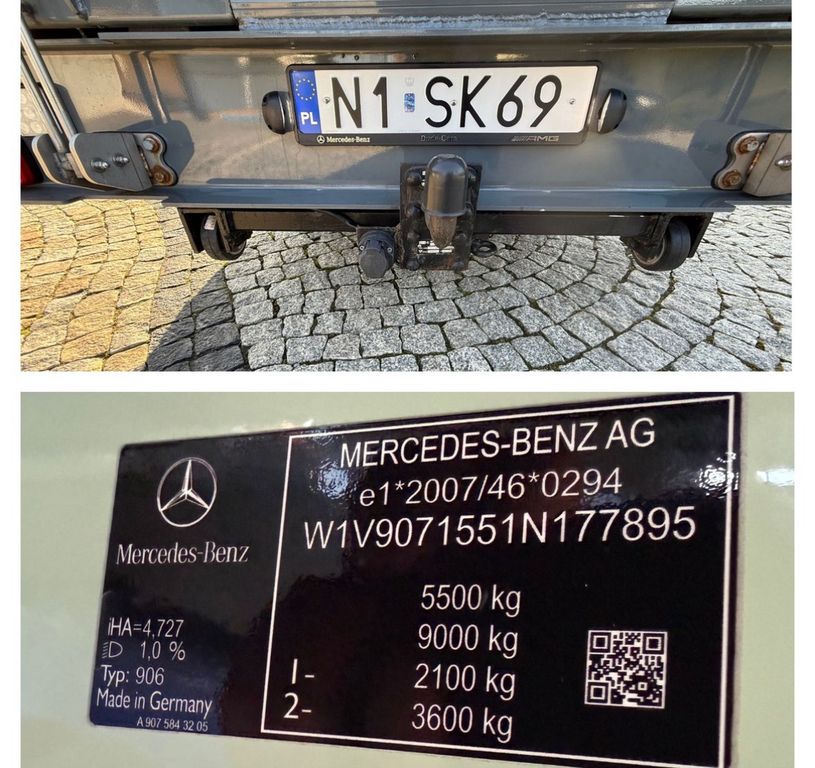 PL
N1 SK69
Mercedes-Benz
AMG
MERCEDES-BENZ AG
e1*2007/46*0294
W1V9071551N177895
Mercedes-Benz
5500 kg
9000 kg
1- 2100 kg
2- 3600 kg
iHA=4,727
1,0 %
Typ: 906
Made in Germany
A 907 584 32 05